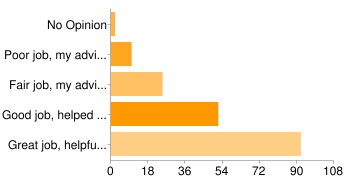 No Opinion
Poor job, my advi...
Fair job, my advi...
Good job, helped ...
Great job, helpfu...
0 18 36 54 72 90 108